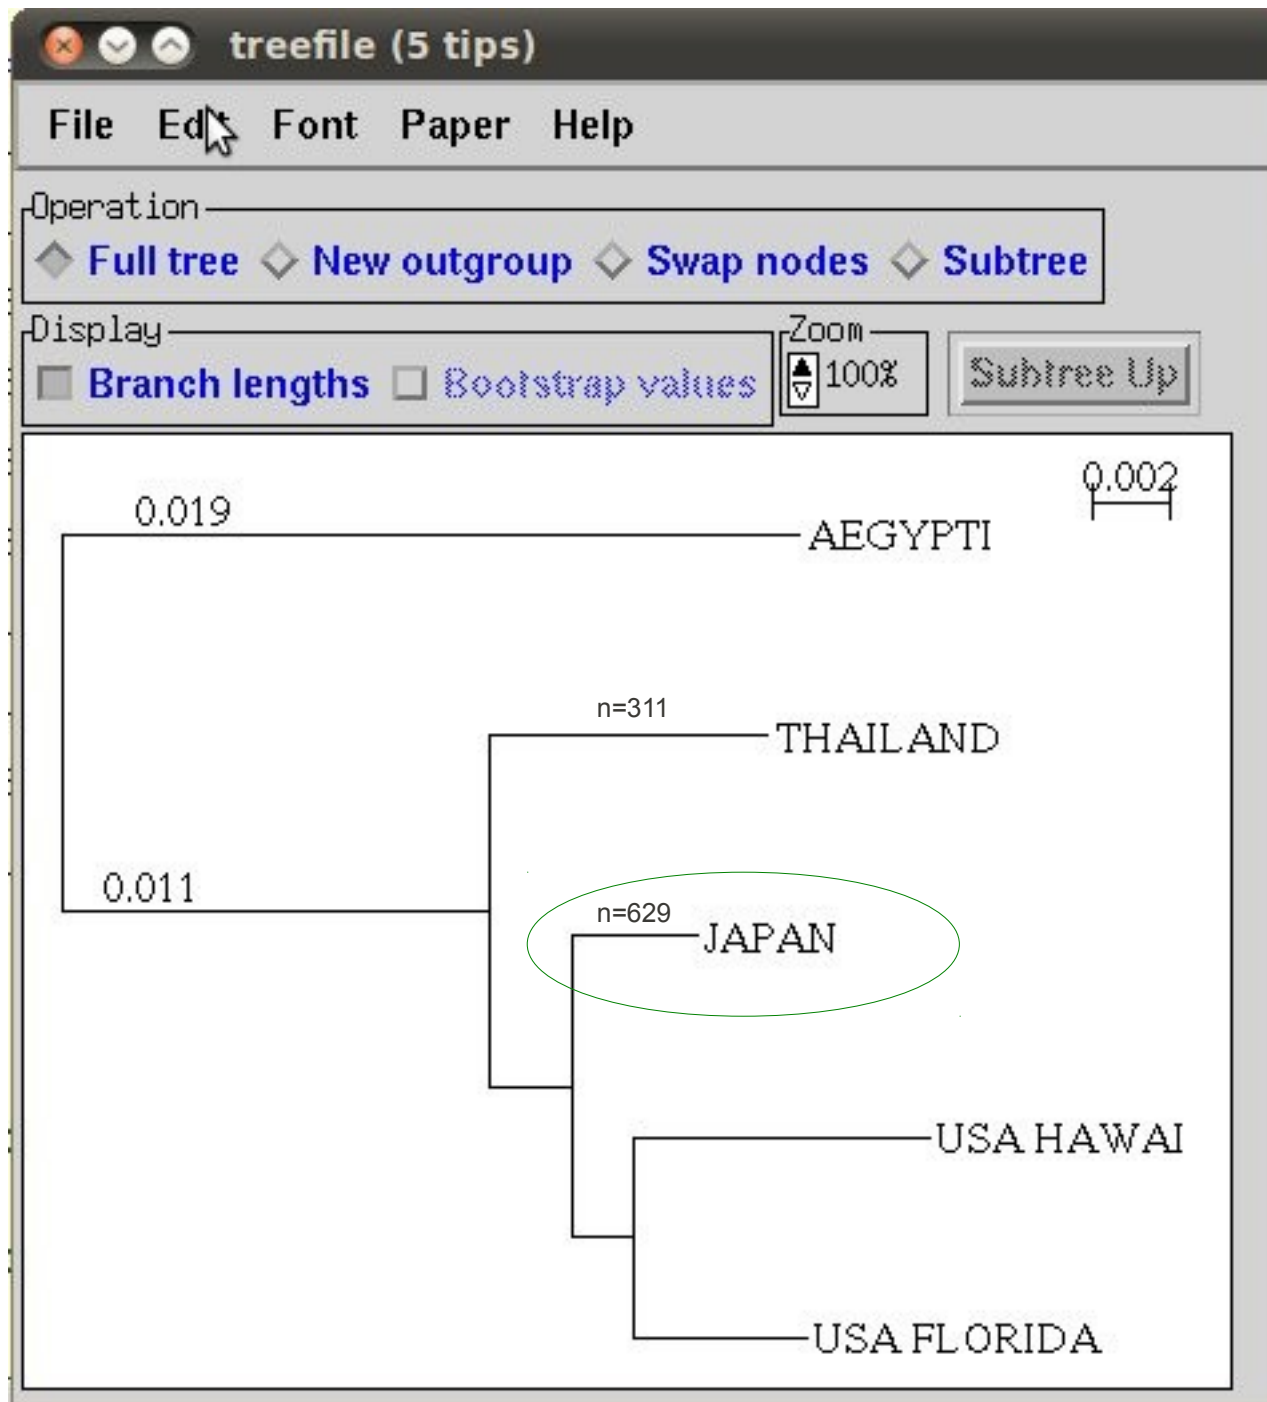 treefile (5 tips)
File Edit Font Paper Help
Operation
Full tree New outgroup Swap nodes Subtree
Display
Zoom
Branch lengths Bootstrap values 100% Subtree Up
0.002
0.019
AEGYPTI
n=311
THAILAND
0.011
n=629
JAPAN
USA HAWAI
USA FLORIDA